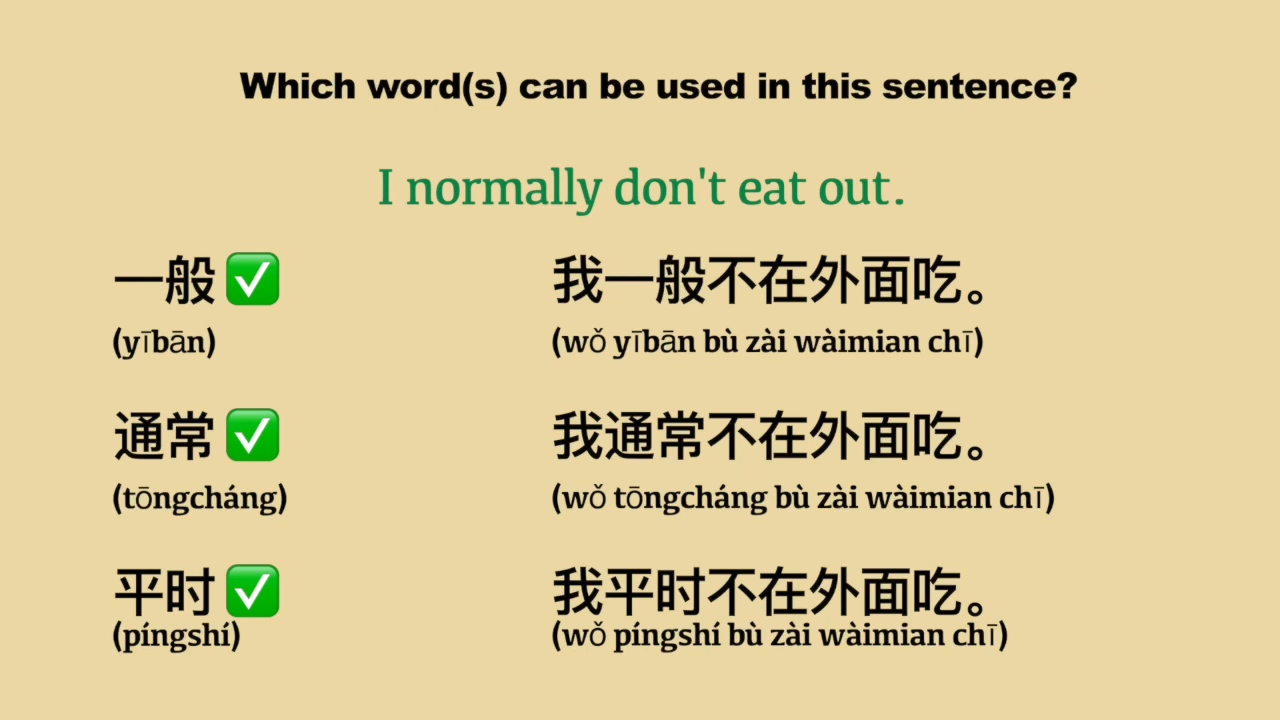 Which word(s) can be used in this sentence?
I normally don't eat out.
一般 ✅ 我一般不在外面吃。
(yībān) (wǒ yībān bù zài wàimian chī)
通常 ✅ 我通常不在外面吃。
(tōngcháng) (wǒ tōngcháng bù zài wàimian chī)
平时 ✅ 我平时不在外面吃。
(píngshí) (wǒ píngshí bù zài wàimian chī)